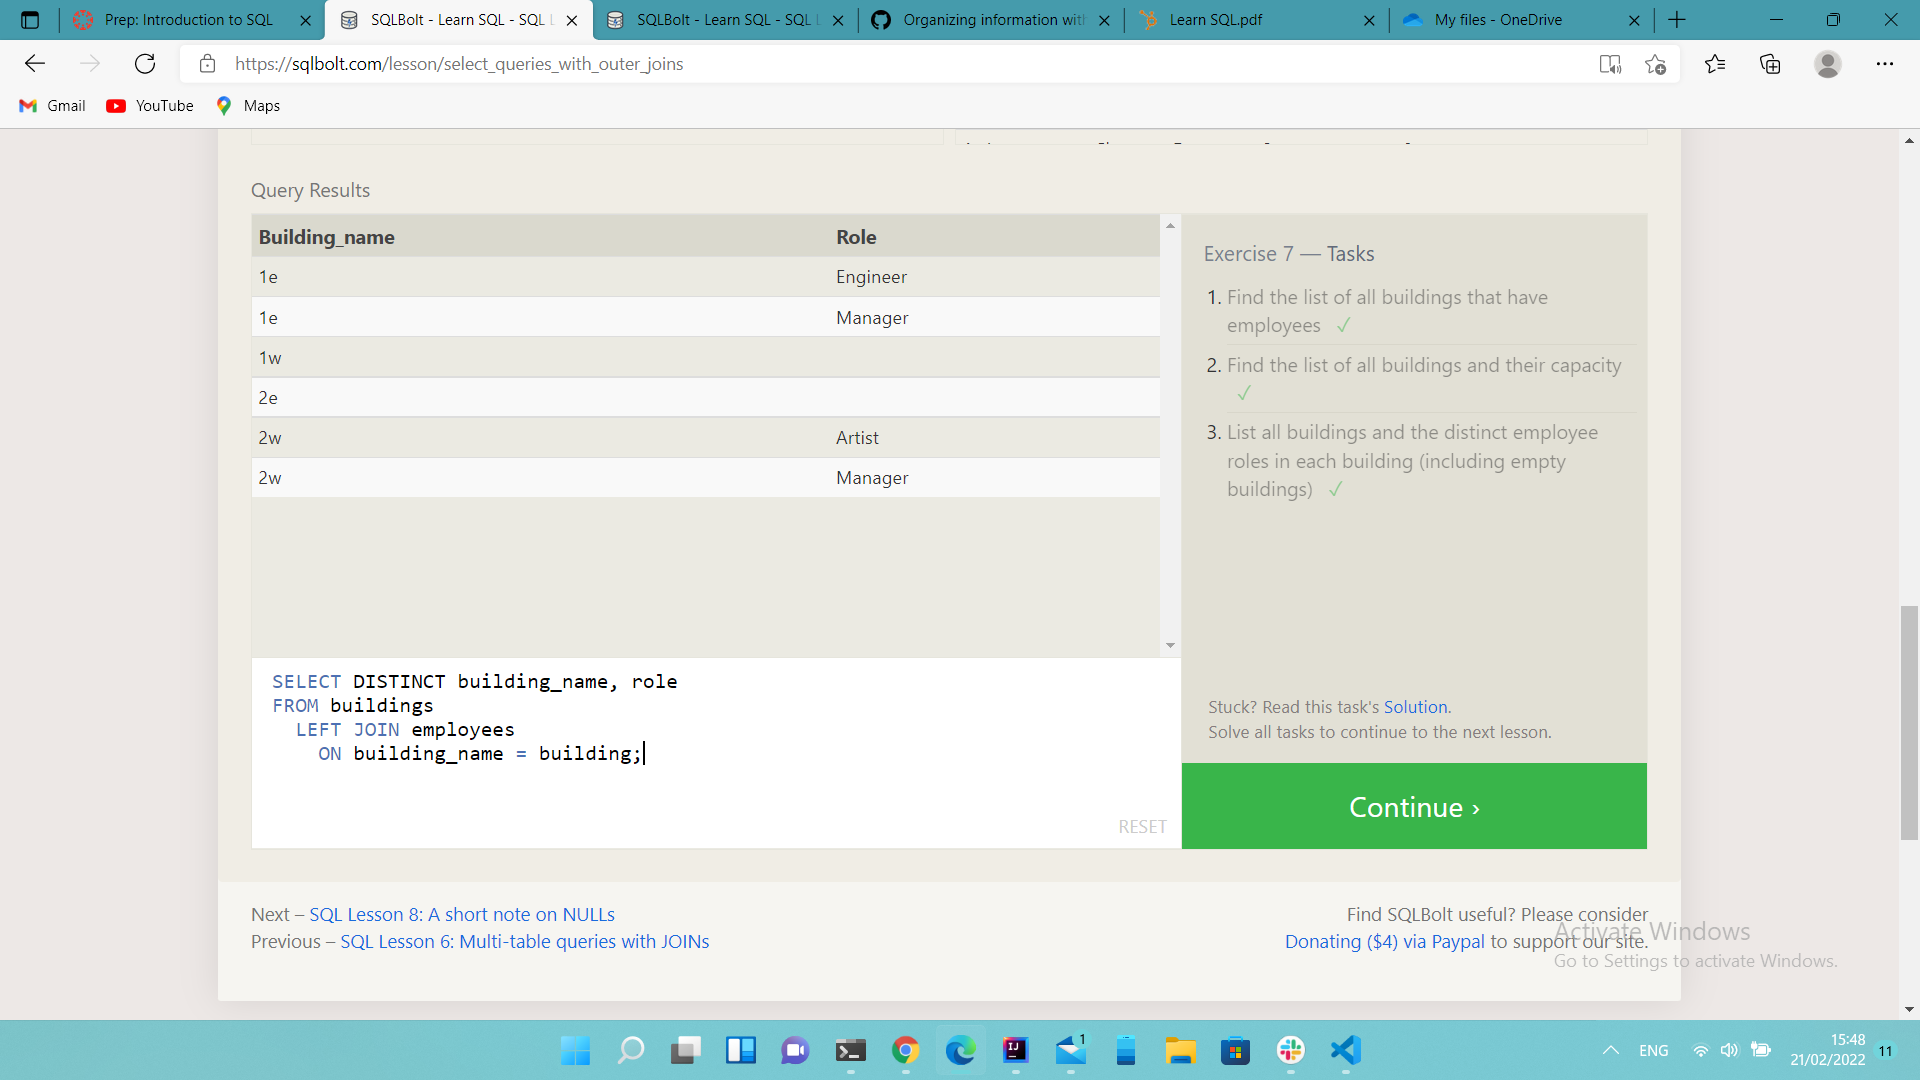 Prep: Introduction to SQL
SQLBolt - Learn SQL - SQL L
SQLBolt - Learn SQL - SQL L
Organizing information with
Learn SQL.pdf
My files - OneDrive
https://sqlbolt.com/lesson/select_queries_with_outer_joins
Gmail
YouTube
Maps
Query Results
Building_name Role
1e Engineer
1e Manager
1w
2e
2w Artist
2w Manager
Exercise 7 — Tasks
1. Find the list of all buildings that have
employees ✓
2. Find the list of all buildings and their capacity
✓
3. List all buildings and the distinct employee
roles in each building (including empty
buildings) ✓
SELECT DISTINCT building_name, role
FROM buildings
LEFT JOIN employees
ON building_name = building;
RESET
Stuck? Read this task's Solution.
Solve all tasks to continue to the next lesson.
Continue ›
Next – SQL Lesson 8: A short note on NULLs
Previous – SQL Lesson 6: Multi-table queries with JOINs
Find SQLBolt useful? Please consider
Donating ($4) via Paypal to support our site.
Activate Windows
Go to Settings to activate Windows.
IJ
1
ENG
15:48
21/02/2022
11